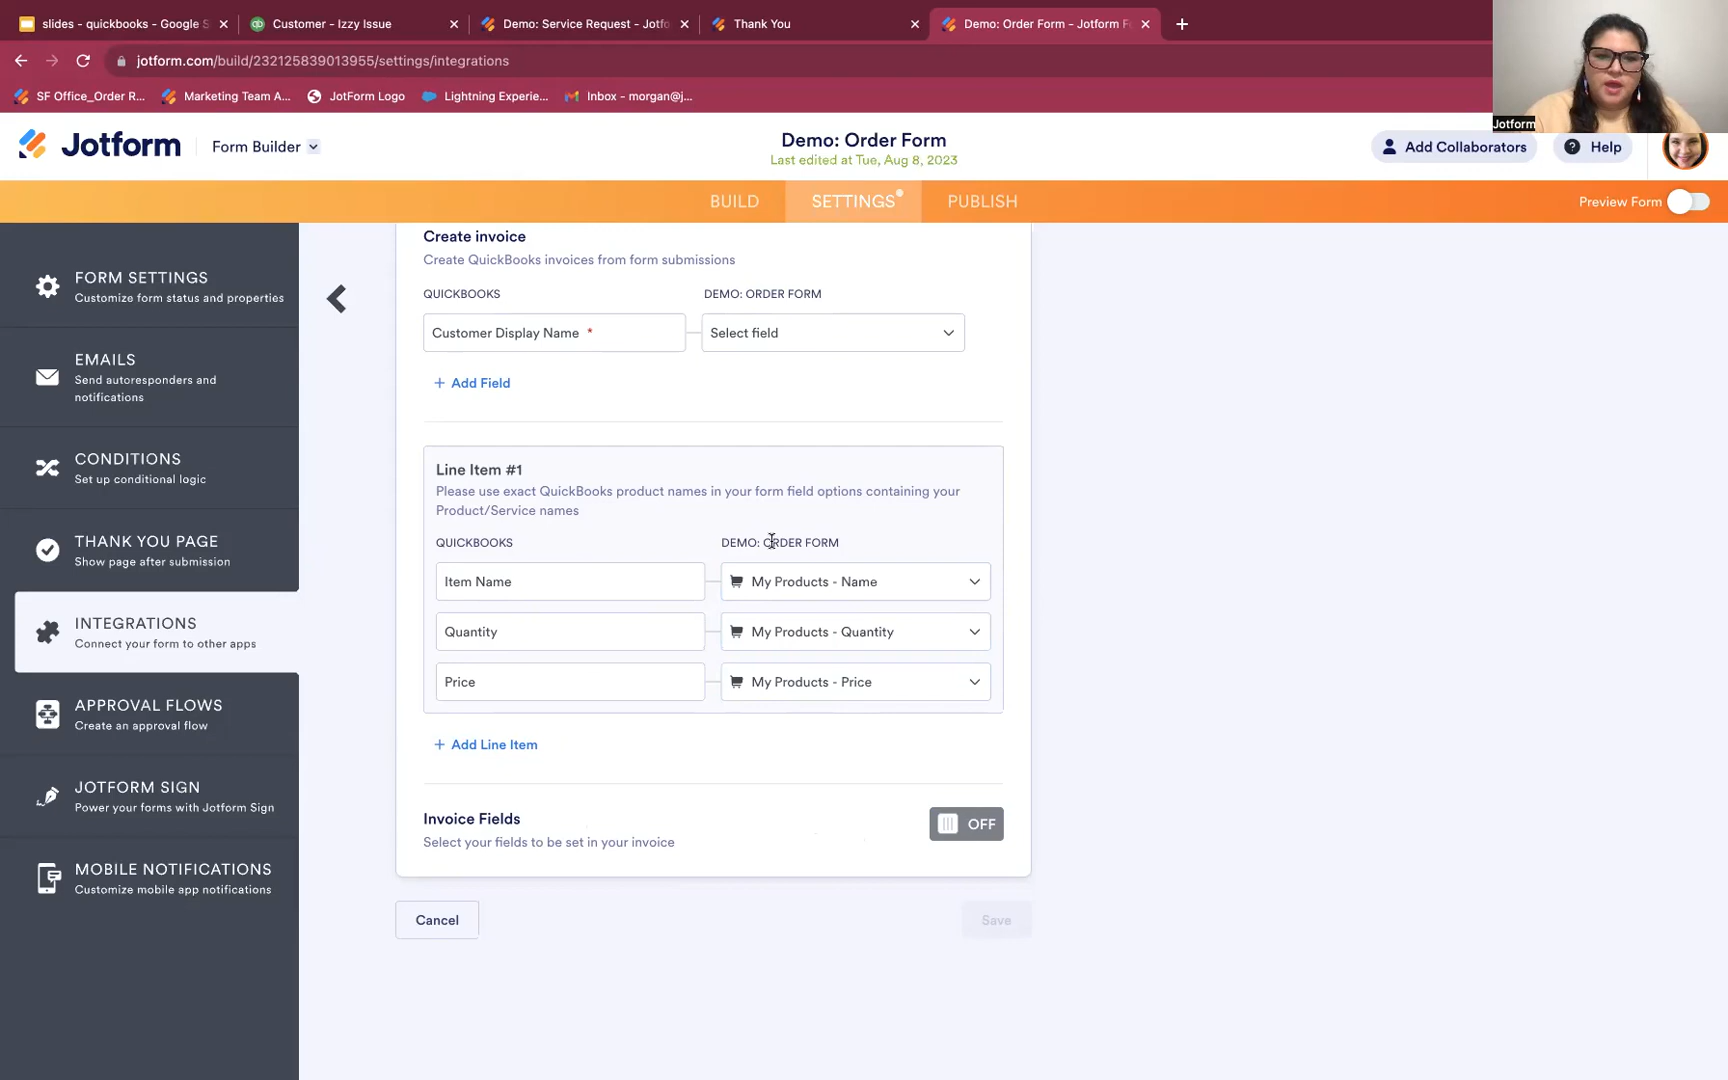 slides - quickbooks - Google S
Customer - Izzy Issue
Demo: Service Request - Jotfo
Thank You
Demo: Order Form - Jotform F
jotform.com/build/232125839013955/settings/integrations
SF Office_Order R...
Marketing Team A...
JotForm Logo
Lightning Experie...
Inbox - morgan@j...
Jotform
Jotform
Form Builder
Demo: Order Form
Last edited at Tue, Aug 8, 2023
Add Collaborators
Help
BUILD
SETTINGS
PUBLISH
Preview Form
FORM SETTINGS
Customize form status and properties
EMAILS
Send autoresponders and
notifications
CONDITIONS
Set up conditional logic
THANK YOU PAGE
Show page after submission
INTEGRATIONS
Connect your form to other apps
APPROVAL FLOWS
Create an approval flow
JOTFORM SIGN
Power your forms with Jotform Sign
MOBILE NOTIFICATIONS
Customize mobile app notifications
Create invoice
Create QuickBooks invoices from form submissions
QUICKBOOKS
DEMO: ORDER FORM
Customer Display Name *
Select field
+ Add Field
Line Item #1
Please use exact QuickBooks product names in your form field options containing your
Product/Service names
QUICKBOOKS
DEMO: ORDER FORM
Item Name
My Products - Name
Quantity
My Products - Quantity
Price
My Products - Price
+ Add Line Item
Invoice Fields
Select your fields to be set in your invoice
OFF
Cancel
Save